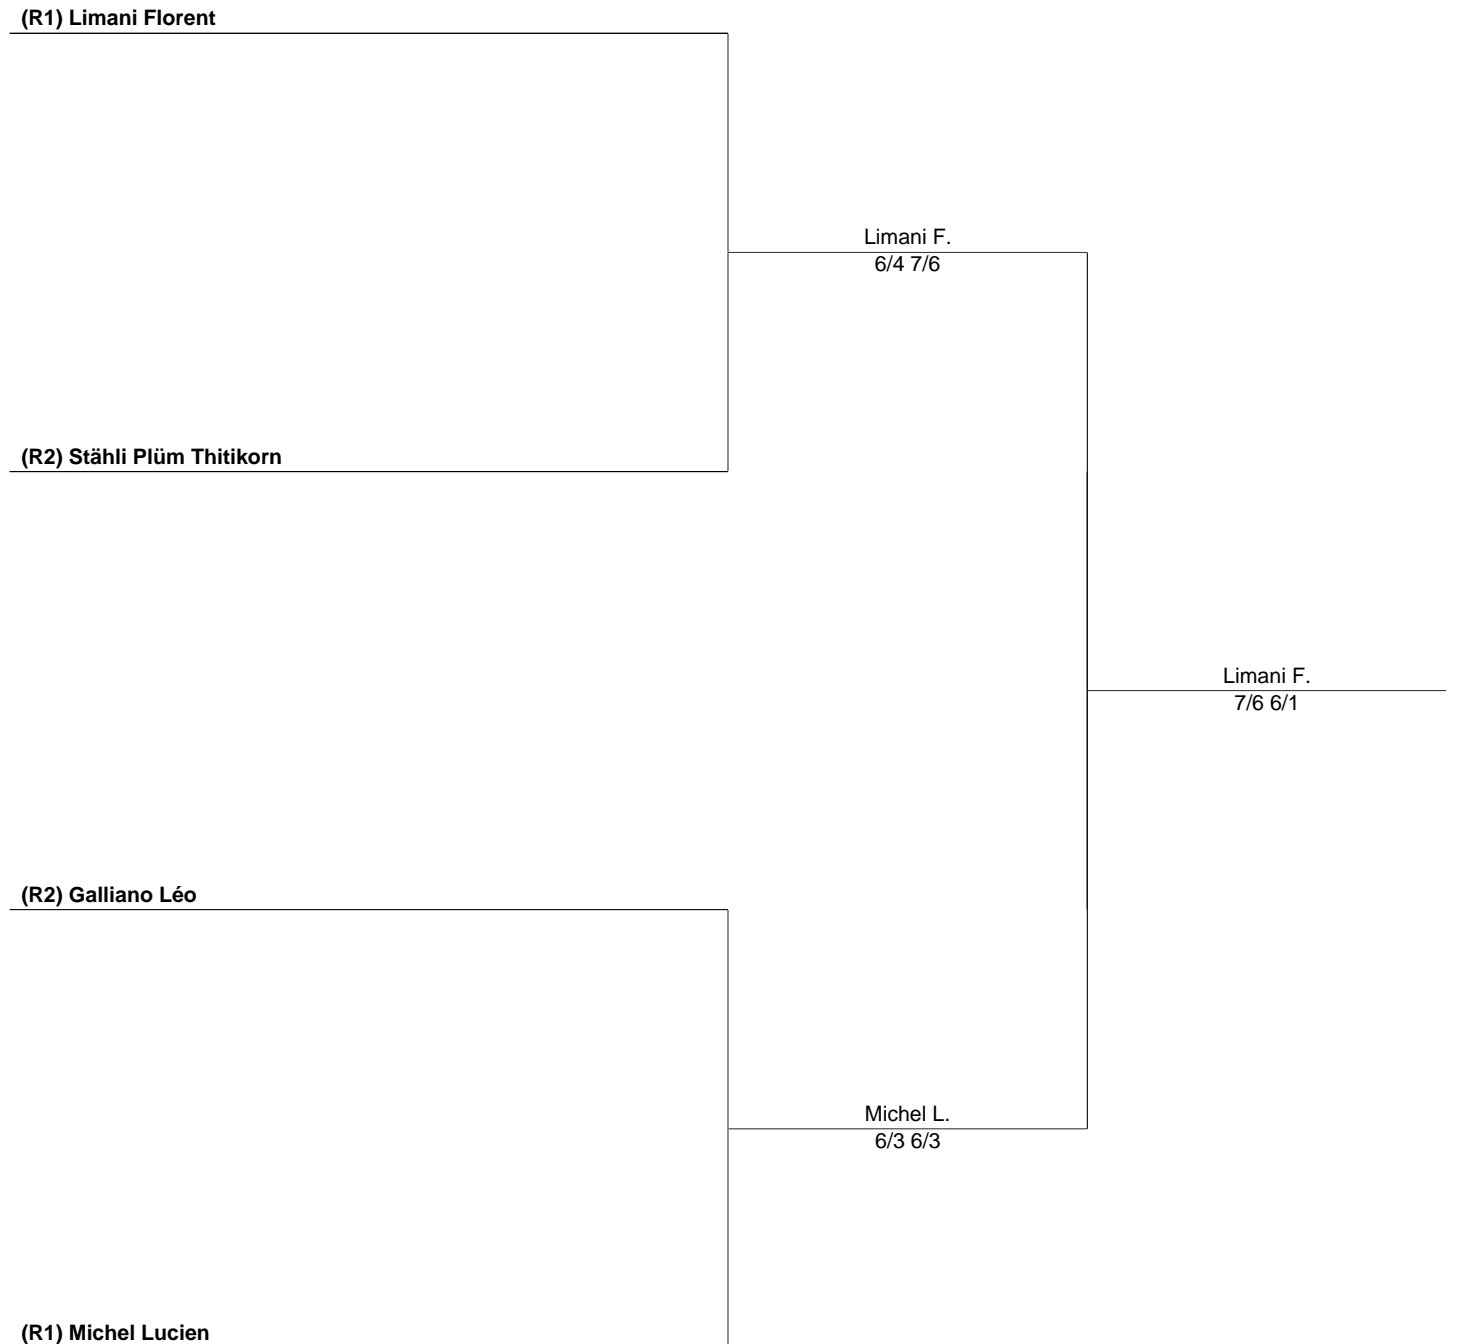 (R1) Limani Florent
Limani F.
6/4 7/6
(R2) Stähli Plüm Thitikorn
Limani F.
7/6 6/1
(R2) Galliano Léo
Michel L.
6/3 6/3
(R1) Michel Lucien